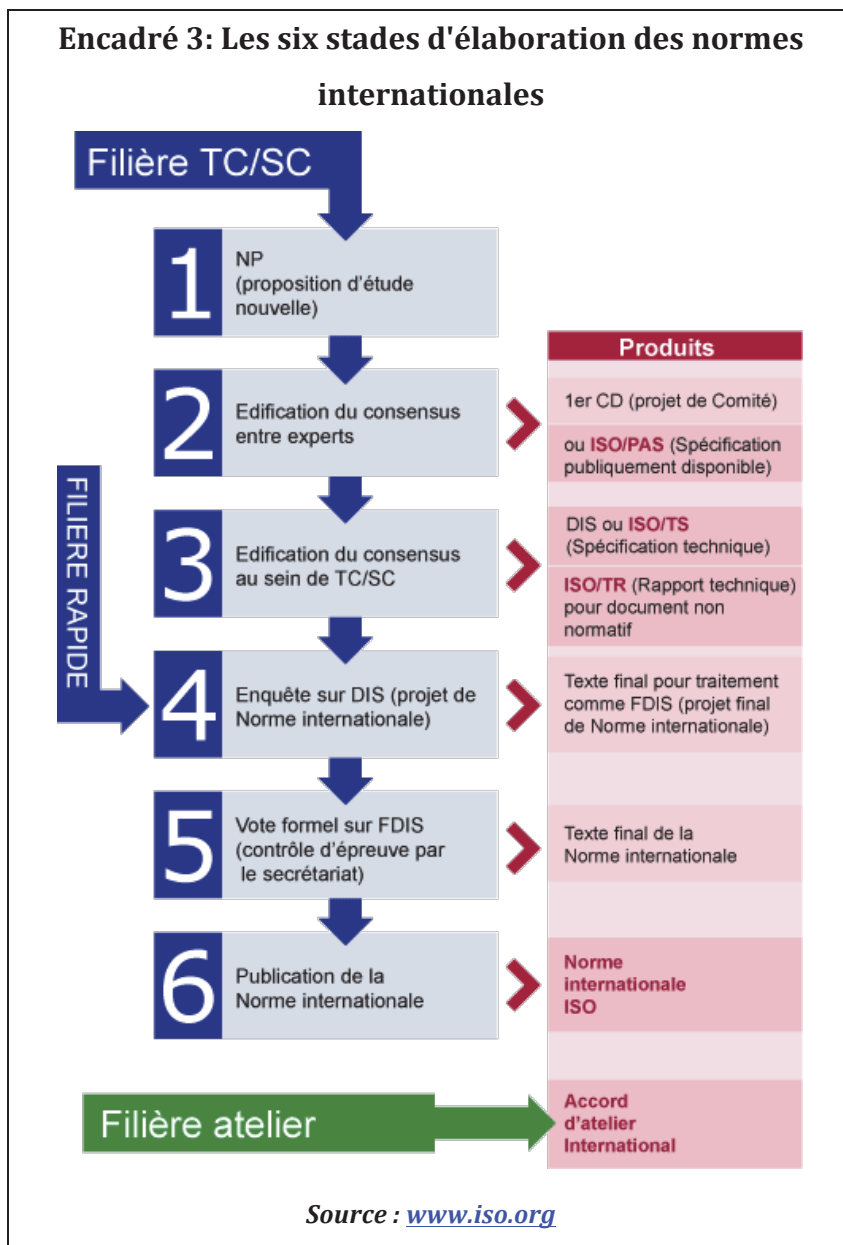 Encadré 3: Les six stades d'élaboration des normes
internationales
Filière TC/SC
1
NP
(proposition d'étude
nouvelle)
Produits
2
Edification du consensus
entre experts
1er CD (projet de Comité)
ou ISO/PAS (Spécification
publiquement disponible)
FILIERE RAPIDE
3
Edification du consensus
au sein de TC/SC
DIS ou ISO/TS
(Spécification technique)
ISO/TR (Rapport technique)
pour document non
normatif
4
Enquête sur DIS (projet de
Norme internationale)
Texte final pour traitement
comme FDIS (projet final
de Norme internationale)
5
Vote formel sur FDIS
(contrôle d'épreuve par
le secrétariat)
Texte final de la
Norme internationale
6
Publication de la
Norme internationale
Norme
internationale
ISO
Filière atelier
Accord
d'atelier
International
Source : www.iso.org